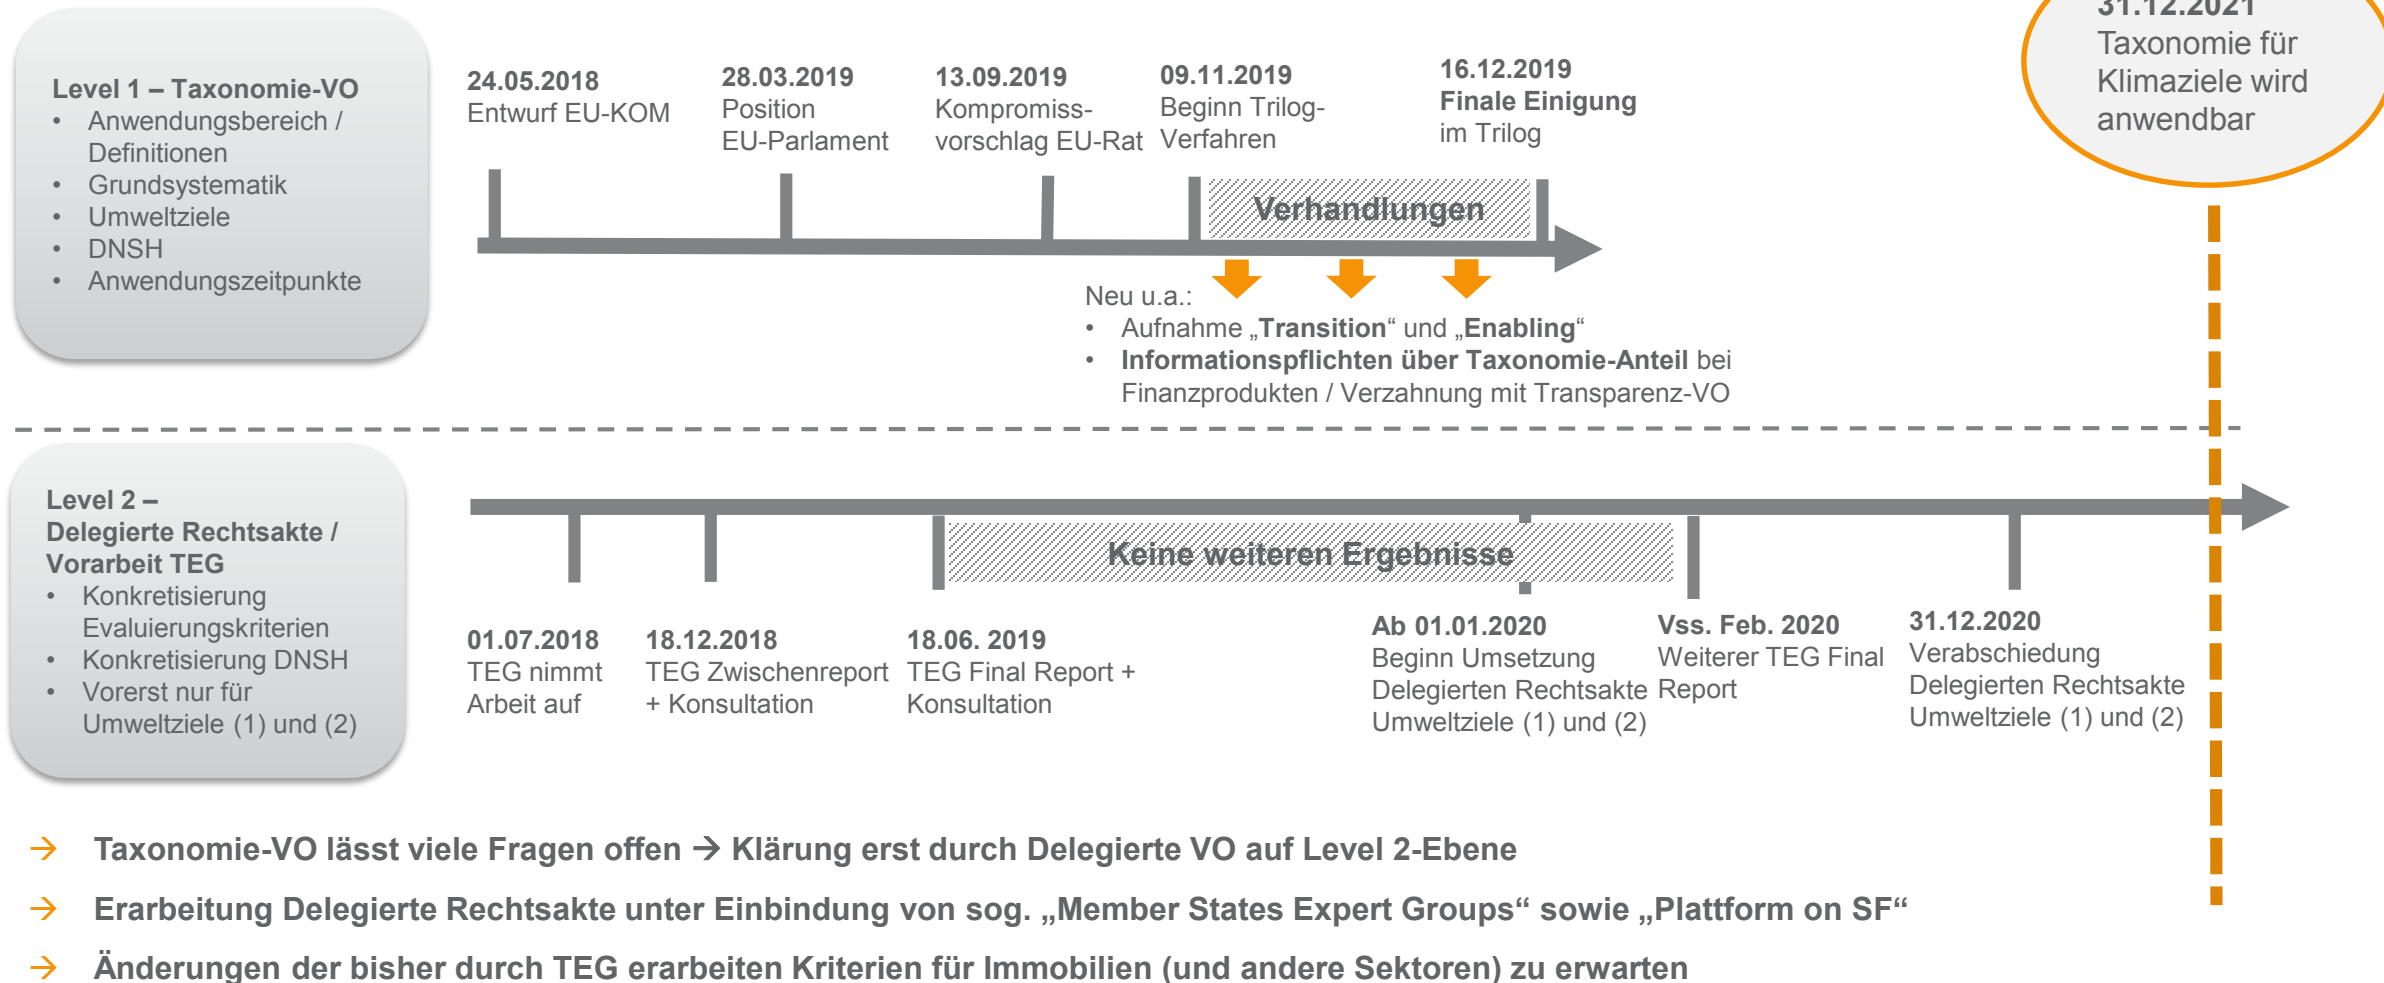 31.12.2021
Taxonomie für
Klimaziele wird
anwendbar
Level 1 – Taxonomie-VO
• Anwendungsbereich /
Definitionen
• Grundsystematik
• Umweltziele
• DNSH
• Anwendungszeitpunkte
24.05.2018
Entwurf EU-KOM
28.03.2019
Position
EU-Parlament
13.09.2019
Kompromiss-
vorschlag EU-Rat
09.11.2019
Beginn Trilog-
Verfahren
16.12.2019
Finale Einigung
im Trilog
Verhandlungen
Neu u.a.:
• Aufnahme „Transition“ und „Enabling“
• Informationspflichten über Taxonomie-Anteil bei
Finanzprodukten / Verzahnung mit Transparenz-VO
Level 2 –
Delegierte Rechtsakte /
Vorarbeit TEG
• Konkretisierung
Evaluierungskriterien
• Konkretisierung DNSH
• Vorerst nur für
Umweltziele (1) und (2)
Keine weiteren Ergebnisse
01.07.2018
TEG nimmt
Arbeit auf
18.12.2018
TEG Zwischenreport
+ Konsultation
18.06. 2019
TEG Final Report +
Konsultation
Ab 01.01.2020
Beginn Umsetzung
Delegierten Rechtsakte
Umweltziele (1) und (2)
Vss. Feb. 2020
Weiterer TEG Final
Report
31.12.2020
Verabschiedung
Delegierten Rechtsakte
Umweltziele (1) und (2)
→ Taxonomie-VO lässt viele Fragen offen → Klärung erst durch Delegierte VO auf Level 2-Ebene
→ Erarbeitung Delegierte Rechtsakte unter Einbindung von sog. „Member States Expert Groups“ sowie „Plattform on SF“
→ Änderungen der bisher durch TEG erarbeiten Kriterien für Immobilien (und andere Sektoren) zu erwarten